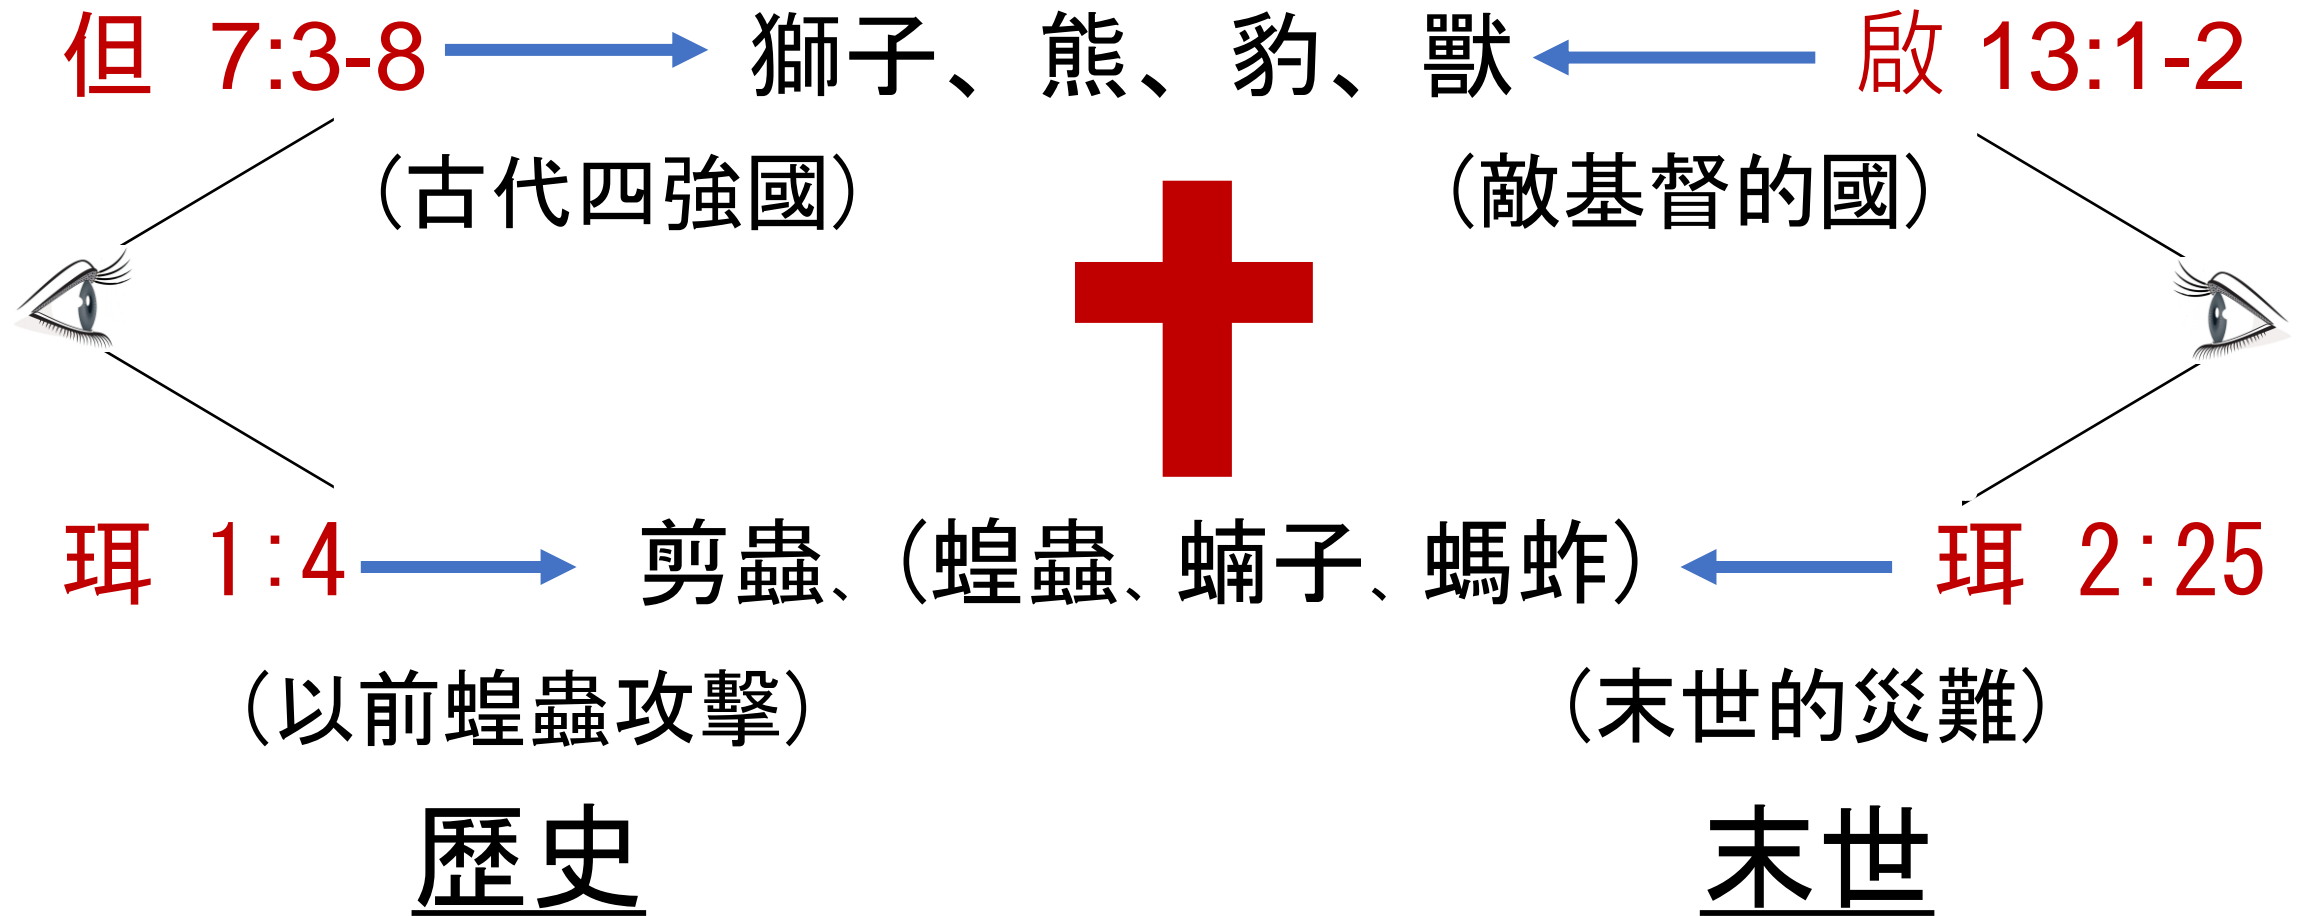 但 7:3-8 獅子、熊、豹、獸 啟 13:1-2
(古代四強國) (敵基督的國)
珥 1:4 剪蟲、(蝗蟲、蝻子、螞蚱) 珥 2:25
(以前蝗蟲攻擊) (末世的災難)
歷史 末世